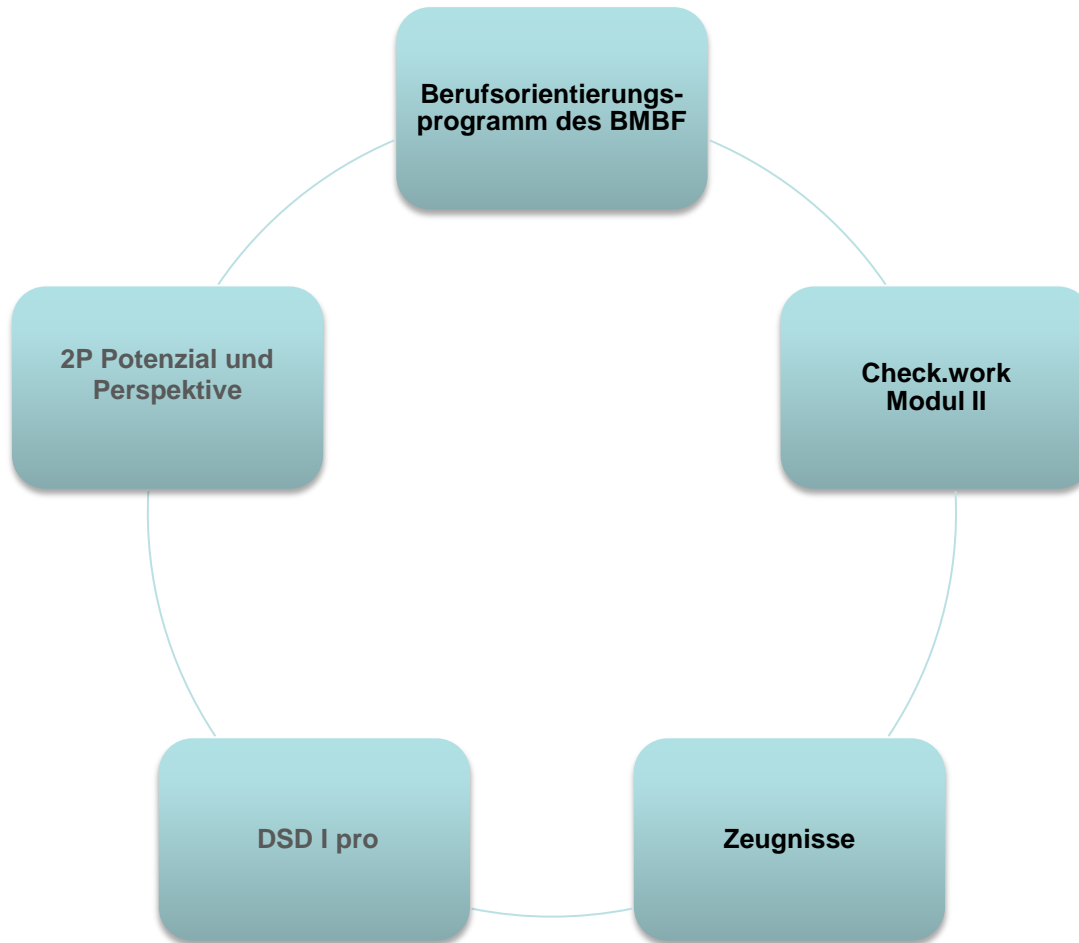 Berufsorientierungs-
programm des BMBF
2P Potenzial und
Perspektive
Check.work
Modul II
DSD I pro
Zeugnisse